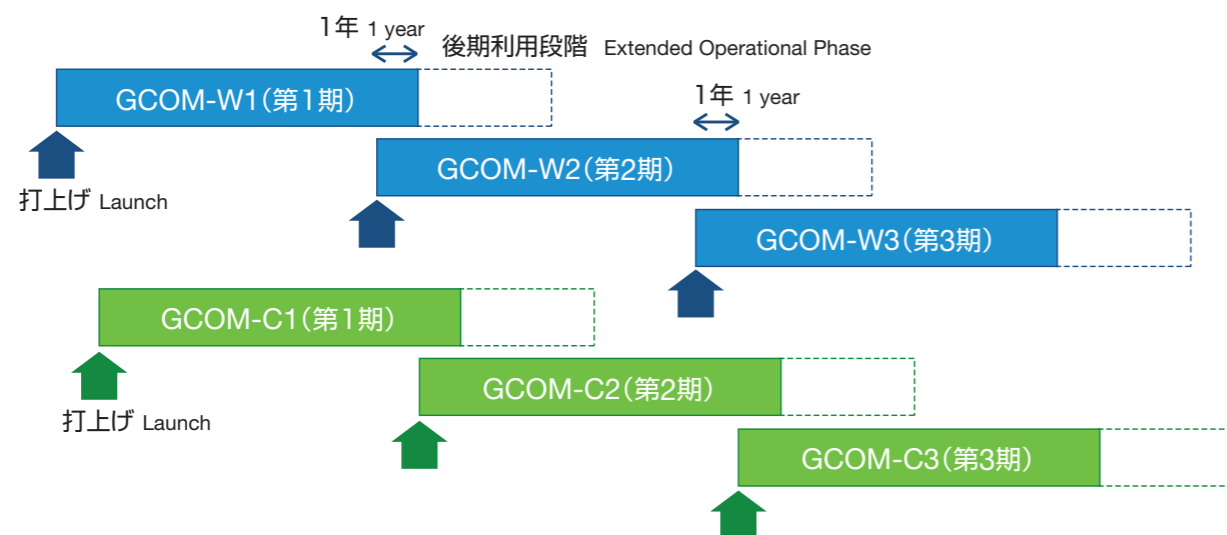 1年 1 year
後期利用段階 Extended Operational Phase
GCOM-W1(第1期)
1年 1 year
打上げ Launch
GCOM-W2(第2期)
GCOM-W3(第3期)
GCOM-C1(第1期)
打上げ Launch
GCOM-C2(第2期)
GCOM-C3(第3期)